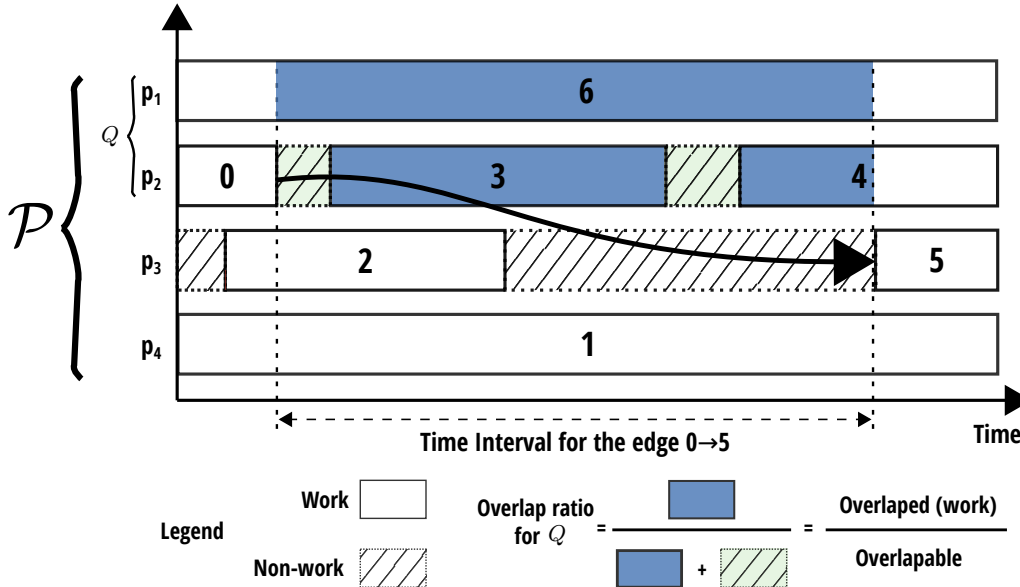 𝒫
Q
p1
6
p2
0
3
4
p3
2
5
p4
1
Time Interval for the edge 0→5
Time
Legend
Work
Non-work
Overlap ratio
for Q
=
+
=
Overlaped (work)
Overlapable